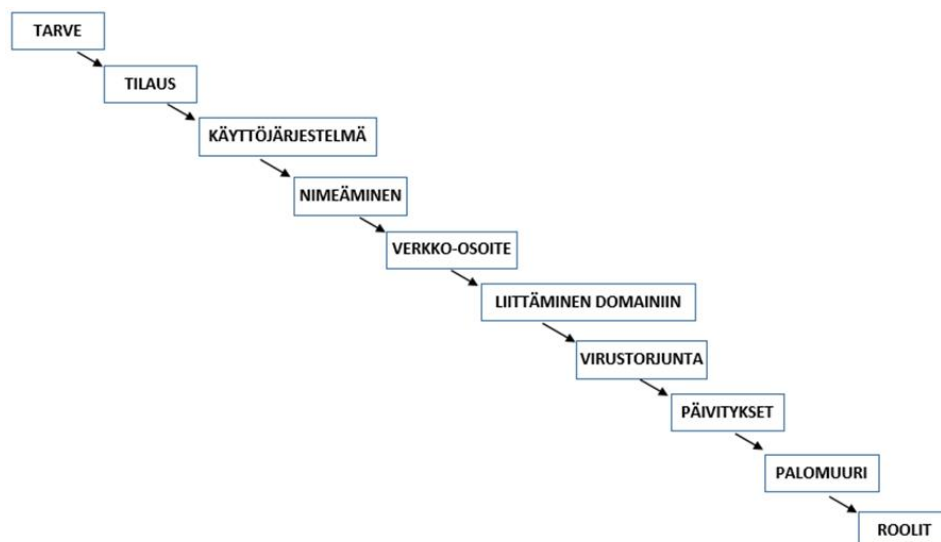 TARVE
TILAUS
KÄYTTÖJÄRJESTELMÄ
NIMEÄMINEN
VERKKO-OSOITE
LIITTÄMINEN DOMAINIIN
VIRUSTORJUNTA
PÄIVITYKSET
PALOMUURI
ROOLIT